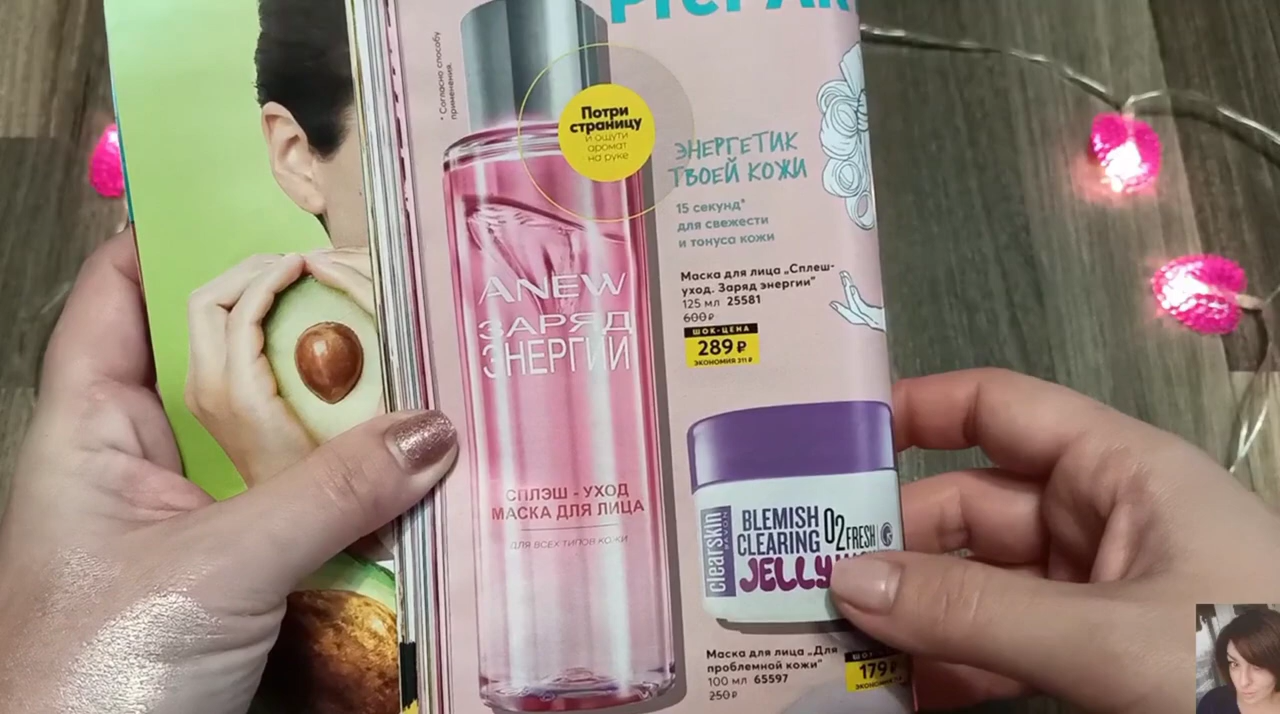 * Согласно способу
применения.
Потри
страницу
и ощути
аромат
на руке
ЭНЕРГЕТИК
ТВОЕЙ КОЖИ
15 секунд*
для свежести
и тонуса кожи
Маска для лица „Сплеш-
уход. Заряд энергии“
125 мл 25581
600 ₽
ШОК-ЦЕНА
289 ₽
ЭКОНОМИЯ 311 ₽
ANEW
ЗАРЯД
ЭНЕРГИИ
СПЛЭШ - УХОД
МАСКА ДЛЯ ЛИЦА
ДЛЯ ВСЕХ ТИПОВ КОЖИ
clearskin
AVON
BLEMISH
CLEARING
O2 FRESH
JELLY
Маска для лица „Для
проблемной кожи“
100 мл 65597
250 ₽
179 ₽